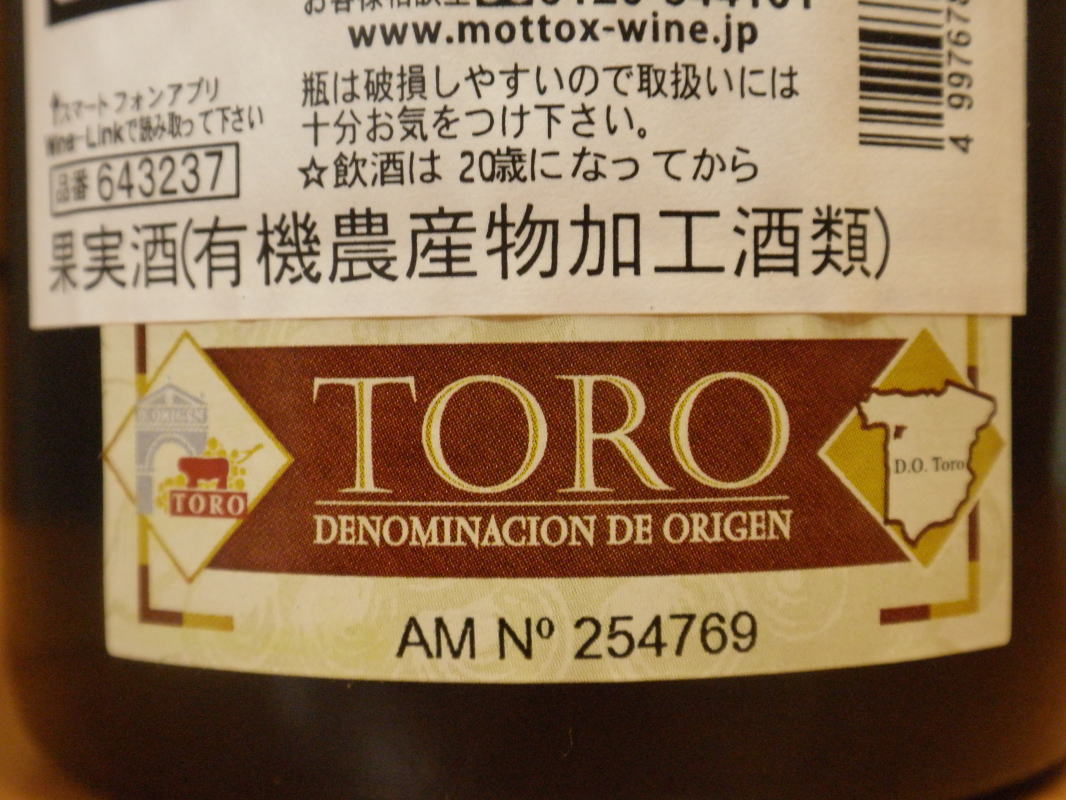 www.mottox-wine.jp
瓶は破損しやすいので取扱いには
十分お気をつけ下さい。
☆飲酒は 20歳になってから
スマートフォンアプリ
Wine-Linkで読み取って下さい
品番 643237
果実酒(有機農産物加工酒類)
TORO
DENOMINACION DE ORIGEN
TORO
D.O. Toro
AM Nº 254769